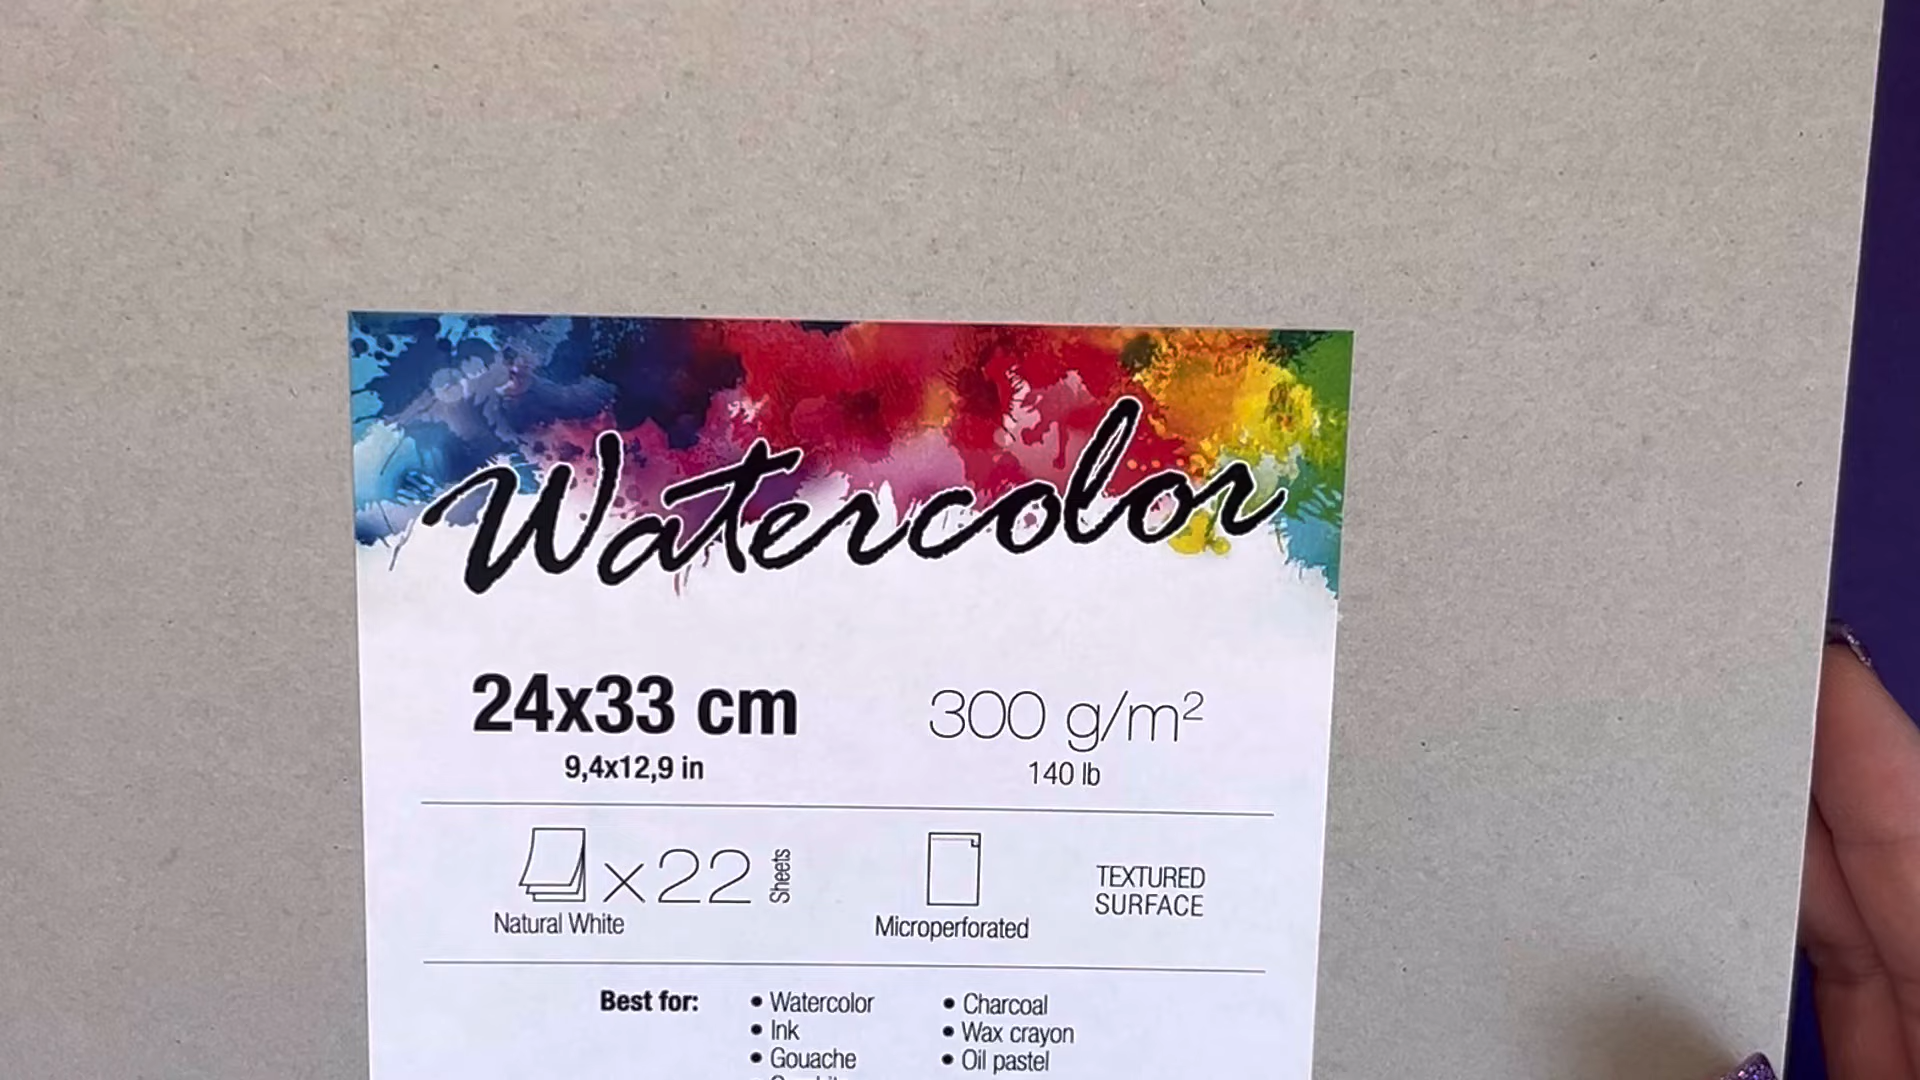 Watercolor
24x33 cm
9,4x12,9 in
300 g/m²
140 lb
x22 Sheets
Natural White
Microperforated
TEXTURED
SURFACE
Best for:
• Watercolor
• Ink
• Gouache
• Charcoal
• Wax crayon
• Oil pastel